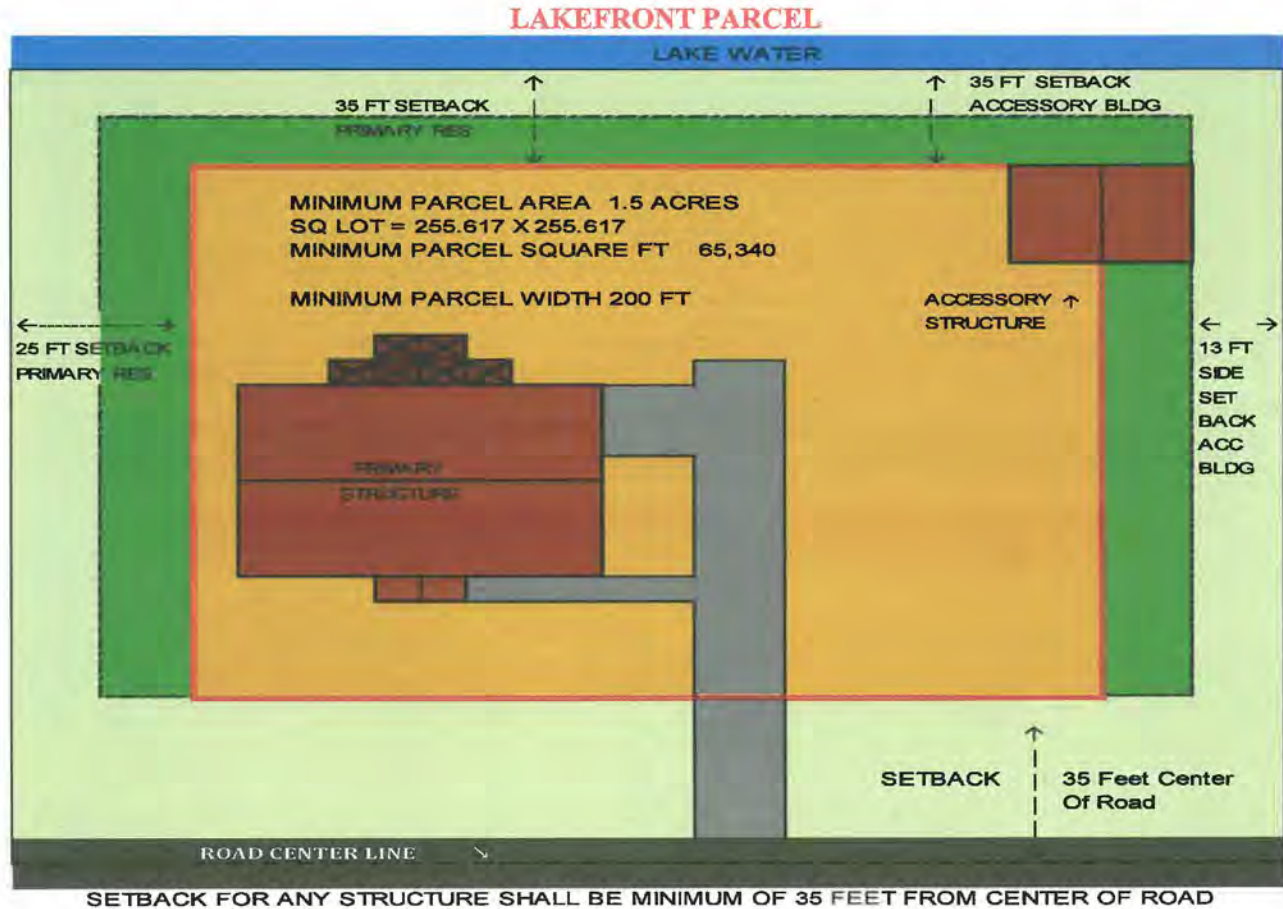 LAKEFRONT PARCEL
LAKE WATER
35 FT SETBACK
PRIMARY RES
35 FT SETBACK
ACCESSORY BLDG
MINIMUM PARCEL AREA 1.5 ACRES
SQ LOT = 255.617 X 255.617
MINIMUM PARCEL SQUARE FT 65,340
MINIMUM PARCEL WIDTH 200 FT
ACCESSORY
STRUCTURE
25 FT SETBACK
PRIMARY RES.
13 FT
SIDE
SET
BACK
ACC
BLDG
PRIMARY
STRUCTURE
SETBACK
35 Feet Center
Of Road
ROAD CENTER LINE
SETBACK FOR ANY STRUCTURE SHALL BE MINIMUM OF 35 FEET FROM CENTER OF ROAD